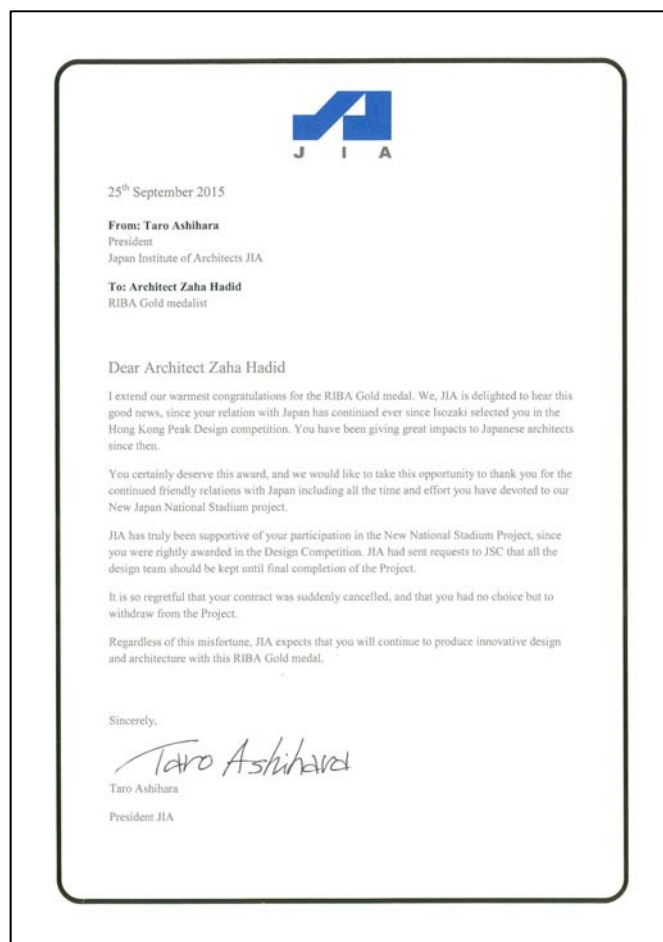 J I A
25th September 2015
From: Taro Ashihara
President
Japan Institute of Architects JIA
To: Architect Zaha Hadid
RIBA Gold medalist
Dear Architect Zaha Hadid
I extend our warmest congratulations for the RIBA Gold medal. We, JIA is delighted to hear this
good news, since your relation with Japan has continued ever since Isozaki selected you in the
Hong Kong Peak Design competition. You have been giving great impacts to Japanese architects
since then.
You certainly deserve this award, and we would like to take this opportunity to thank you for the
continued friendly relations with Japan including all the time and effort you have devoted to our
New Japan National Stadium project.
JIA has truly been supportive of your participation in the New National Stadium Project, since
you were rightly awarded in the Design Competition. JIA had sent requests to JSC that all the
design team should be kept until final completion of the Project.
It is so regretful that your contract was suddenly cancelled, and that you had no choice but to
withdraw from the Project.
Regardless of this misfortune, JIA expects that you will continue to produce innovative design
and architecture with this RIBA Gold medal.
Sincerely,
Taro Ashihara
Taro Ashihara
President JIA